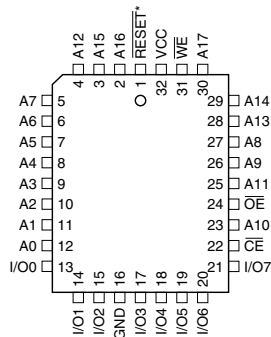 A12
A15
A16
RESET*
VCC
WE
A17
4
3
2
1
32
31
30
A7 5
A6 6
A5 7
A4 8
A3 9
A2 10
A1 11
A0 12
I/O0 13
29 A14
28 A13
27 A8
26 A9
25 A11
24 OE
23 A10
22 CE
21 I/O7
14
15
16
17
18
19
20
I/O1
I/O2
GND
I/O3
I/O4
I/O5
I/O6